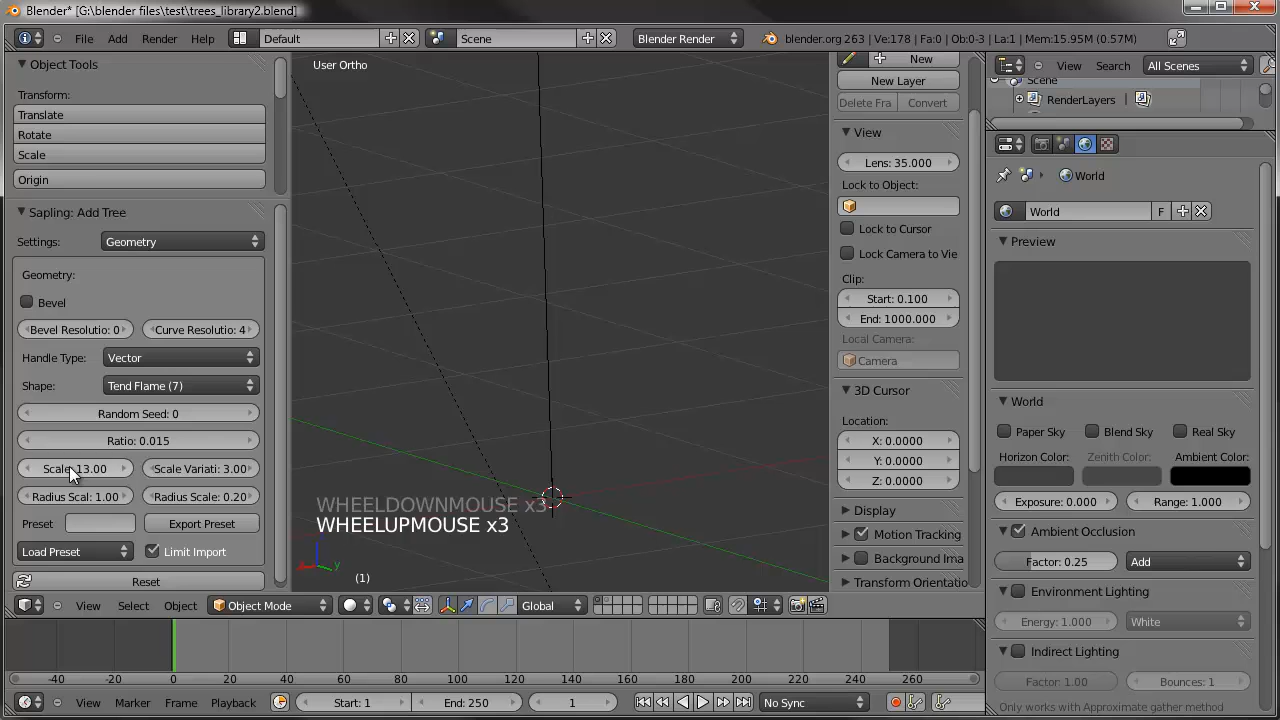 Blender* [G:\blender files\test\trees_library2.blend]
File Add Render Help Default Scene Blender Render blender.org 263 | Ve:178 | Fa:0 | Ob:0-3 | La:1 | Mem:15.95M (0.57M)
Object Tools
Transform:
Translate
Rotate
Scale
Origin
Sapling: Add Tree
Settings: Geometry
Geometry:
Bevel
Bevel Resolutio: 0 Curve Resolutio: 4
Handle Type: Vector
Shape: Tend Flame (7)
Random Seed: 0
Ratio: 0.015
Scale: 13.00 Scale Variati: 3.00
Radius Scal: 1.00 Radius Scale: 0.20
Preset Export Preset
Load Preset Limit Import
Reset
User Ortho
WHEELDOWNMOUSE x3
WHEELUPMOUSE x3
x y
(1)
View Select Object Object Mode Global
New
New Layer
Delete Fra Convert
View
Lens: 35.000
Lock to Object:
Lock to Cursor
Lock Camera to Vie
Clip:
Start: 0.100
End: 1000.000
Local Camera:
Camera
3D Cursor
Location:
X: 0.0000
Y: 0.0000
Z: 0.0000
Display
Motion Tracking
Background Ima
Transform Orientatio
View Search All Scenes
Scene
RenderLayers |
World
World F
Preview
World
Paper Sky Blend Sky Real Sky
Horizon Color: Zenith Color: Ambient Color:
Exposure: 0.000 Range: 1.000
Ambient Occlusion
Factor: 0.25 Add
Environment Lighting
Energy: 1.000 White
Indirect Lighting
Factor: 1.00 Bounces: 1
Only works with Approximate gather method
-40 -20 0 20 40 60 80 100 120 140 160 180 200 220 240 260
View Marker Frame Playback Start: 1 End: 250 1 No Sync